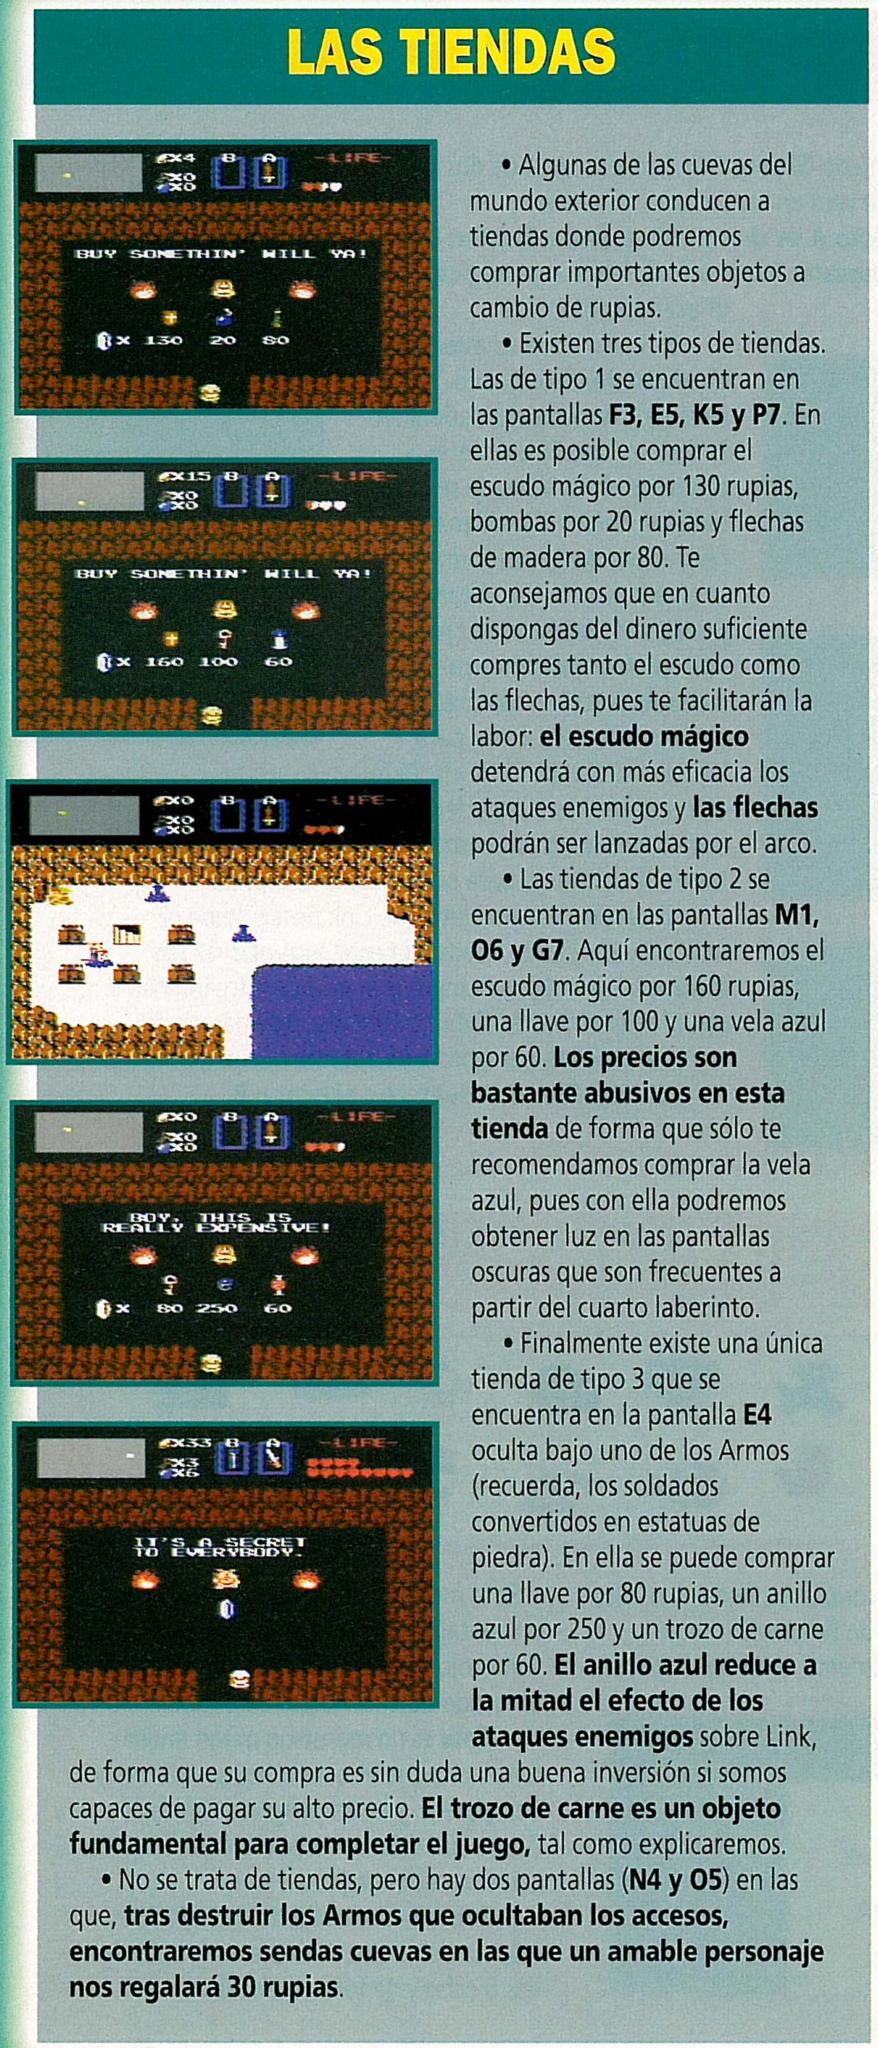 LAS TIENDAS
X4 B A -LIFE-
X0
X0
BUY SOMETHIN' WILL YA!
X 130 20 80
X15 B A -LIFE-
X0
X0
BUY SOMETHIN' WILL YA!
X 160 100 60
X0 B A -LIFE-
X0
X0
X0 B A -LIFE-
X0
X0
BOY, THIS IS
REALLY EXPENSIVE!
X 80 250 60
X33 B A -LIFE-
X3
X6
IT'S A SECRET
TO EVERYBODY.
• Algunas de las cuevas del
mundo exterior conducen a
tiendas donde podremos
comprar importantes objetos a
cambio de rupias.
• Existen tres tipos de tiendas.
Las de tipo 1 se encuentran en
las pantallas F3, E5, K5 y P7. En
ellas es posible comprar el
escudo mágico por 130 rupias,
bombas por 20 rupias y flechas
de madera por 80. Te
aconsejamos que en cuanto
dispongas del dinero suficiente
compres tanto el escudo como
las flechas, pues te facilitarán la
labor: el escudo mágico
detendrá con más eficacia los
ataques enemigos y las flechas
podrán ser lanzadas por el arco.
• Las tiendas de tipo 2 se
encuentran en las pantallas M1,
O6 y G7. Aquí encontraremos el
escudo mágico por 160 rupias,
una llave por 100 y una vela azul
por 60. Los precios son
bastante abusivos en esta
tienda de forma que sólo te
recomendamos comprar la vela
azul, pues con ella podremos
obtener luz en las pantallas
oscuras que son frecuentes a
partir del cuarto laberinto.
• Finalmente existe una única
tienda de tipo 3 que se
encuentra en la pantalla E4
oculta bajo uno de los Armos
(recuerda, los soldados
convertidos en estatuas de
piedra). En ella se puede comprar
una llave por 80 rupias, un anillo
azul por 250 y un trozo de carne
por 60. El anillo azul reduce a
la mitad el efecto de los
ataques enemigos sobre Link,
de forma que su compra es sin duda una buena inversión si somos
capaces de pagar su alto precio. El trozo de carne es un objeto
fundamental para completar el juego, tal como explicaremos.
• No se trata de tiendas, pero hay dos pantallas (N4 y O5) en las
que, tras destruir los Armos que ocultaban los accesos,
encontraremos sendas cuevas en las que un amable personaje
nos regalará 30 rupias.